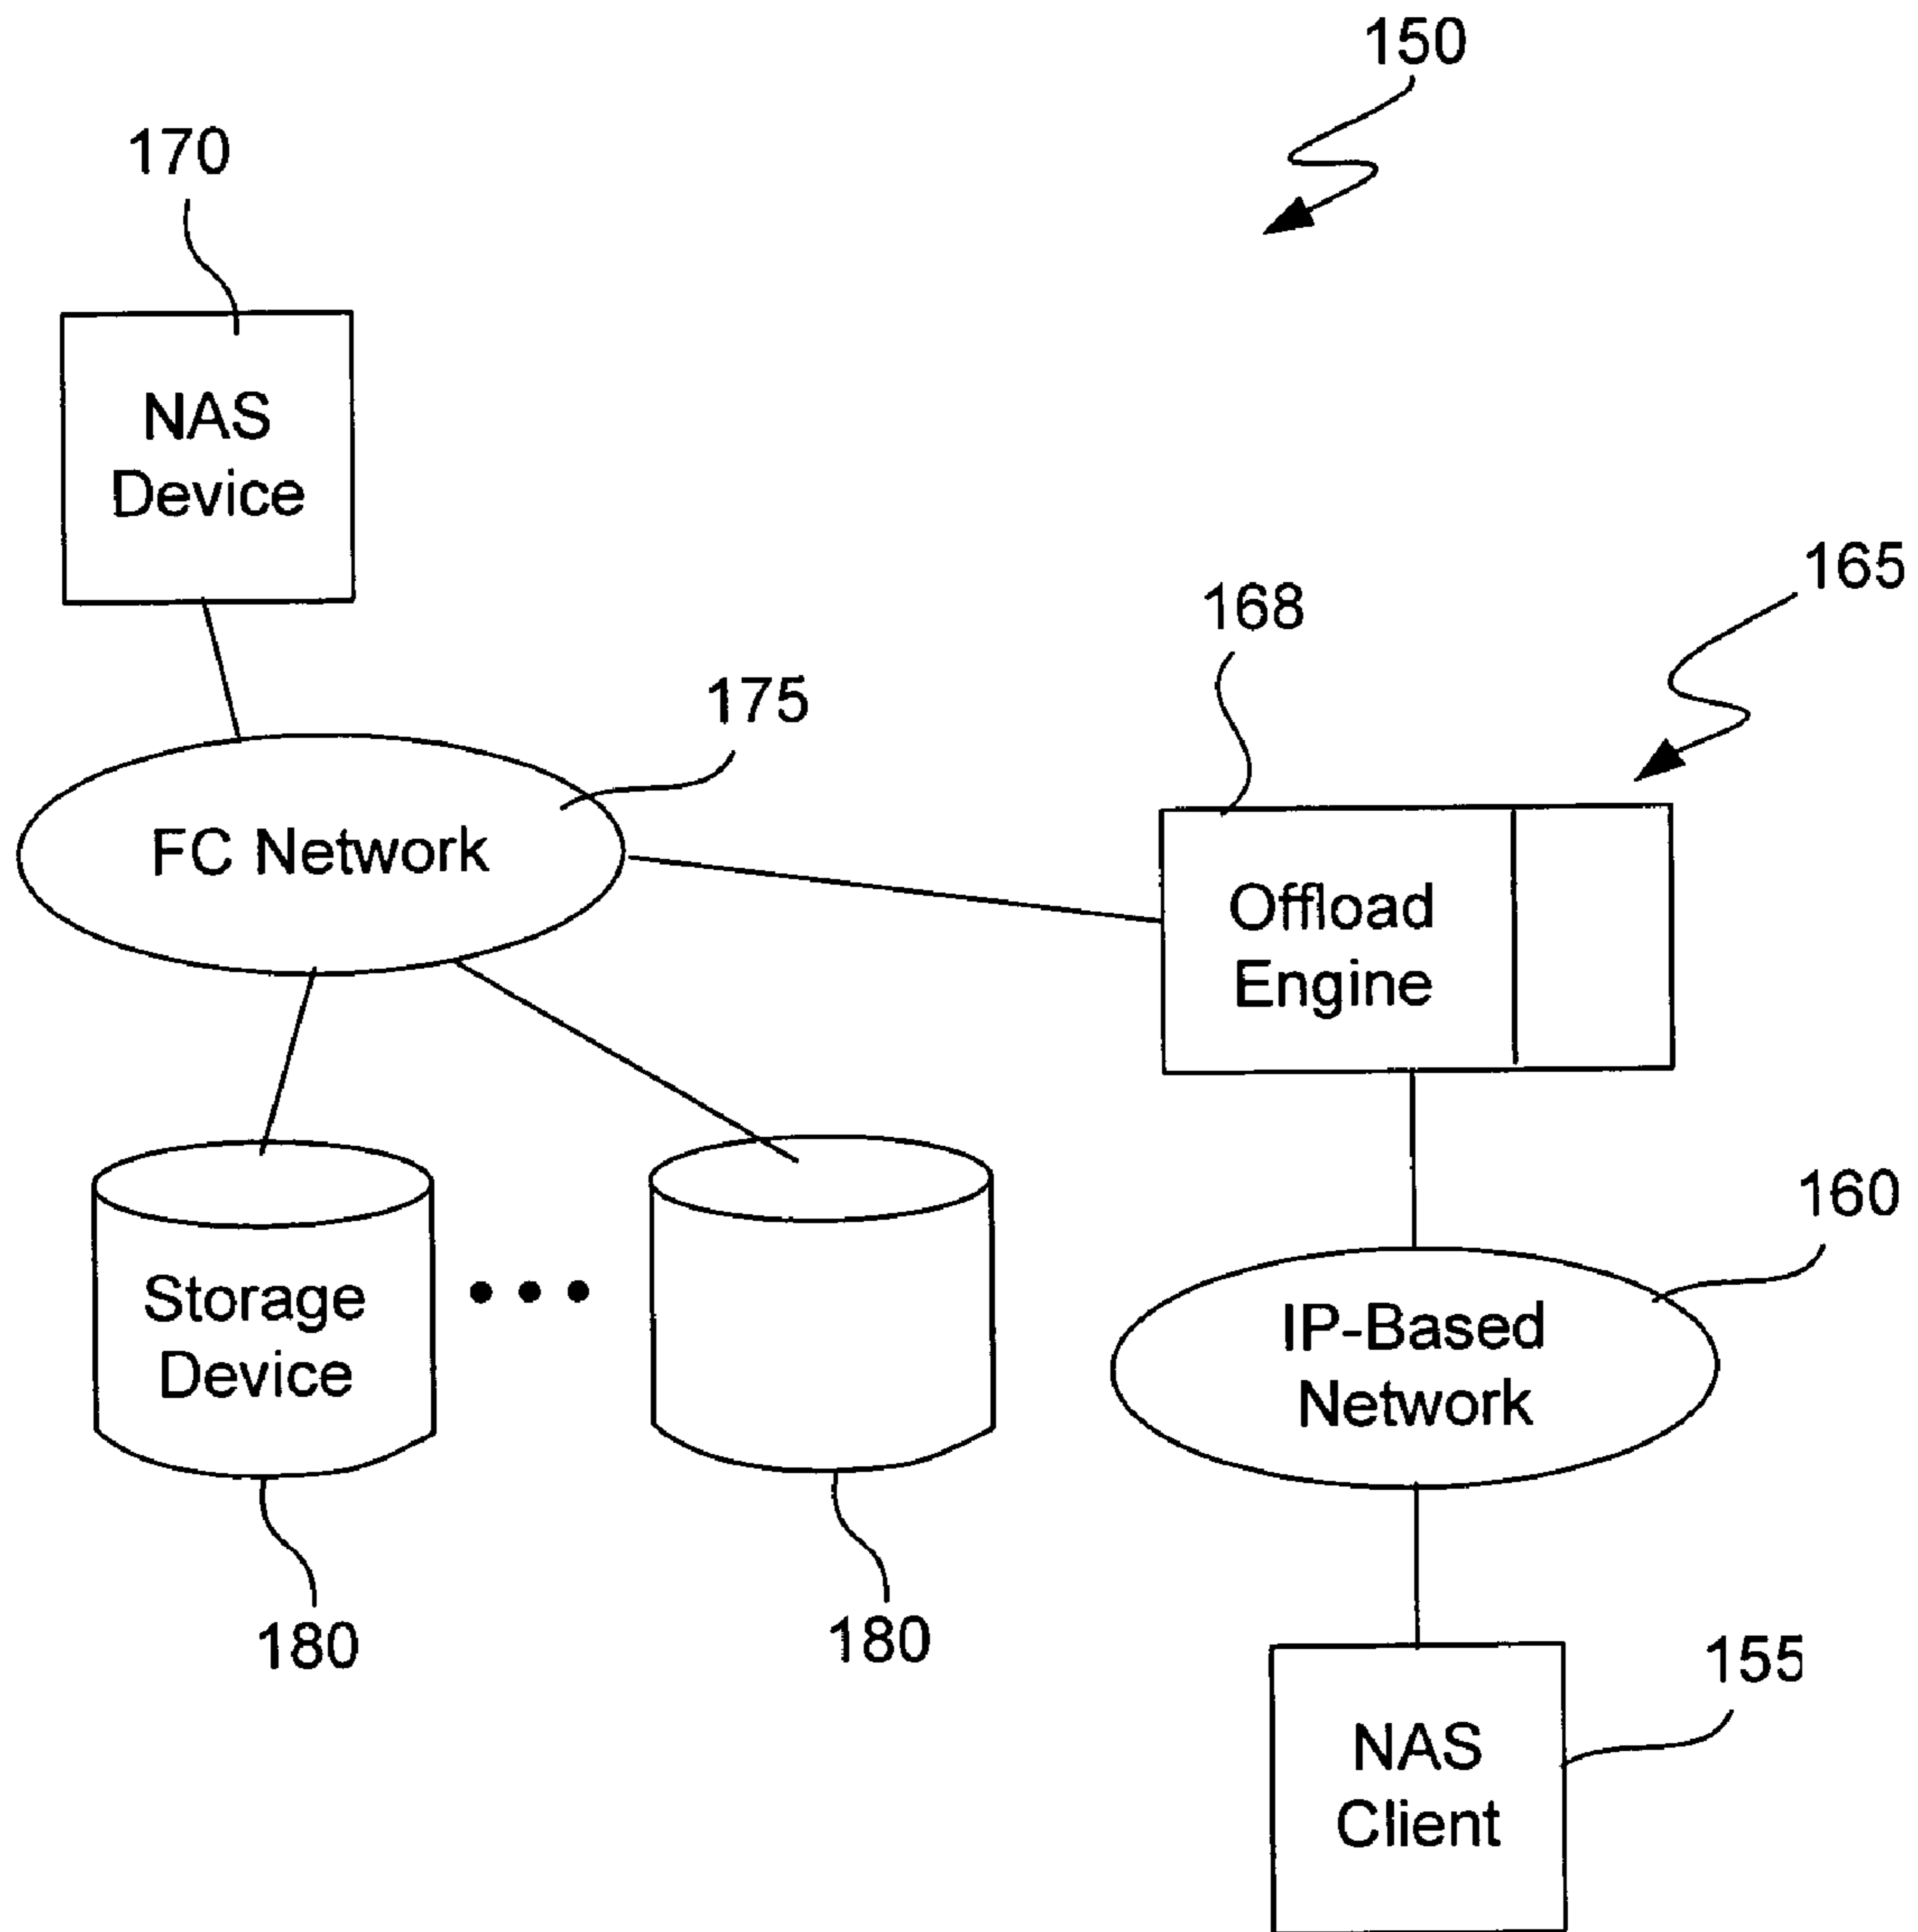 150
170
NAS
Device
165
168
175
FC Network
Offload
Engine
160
Storage
Device
IP-Based
Network
180
180
155
NAS
Client